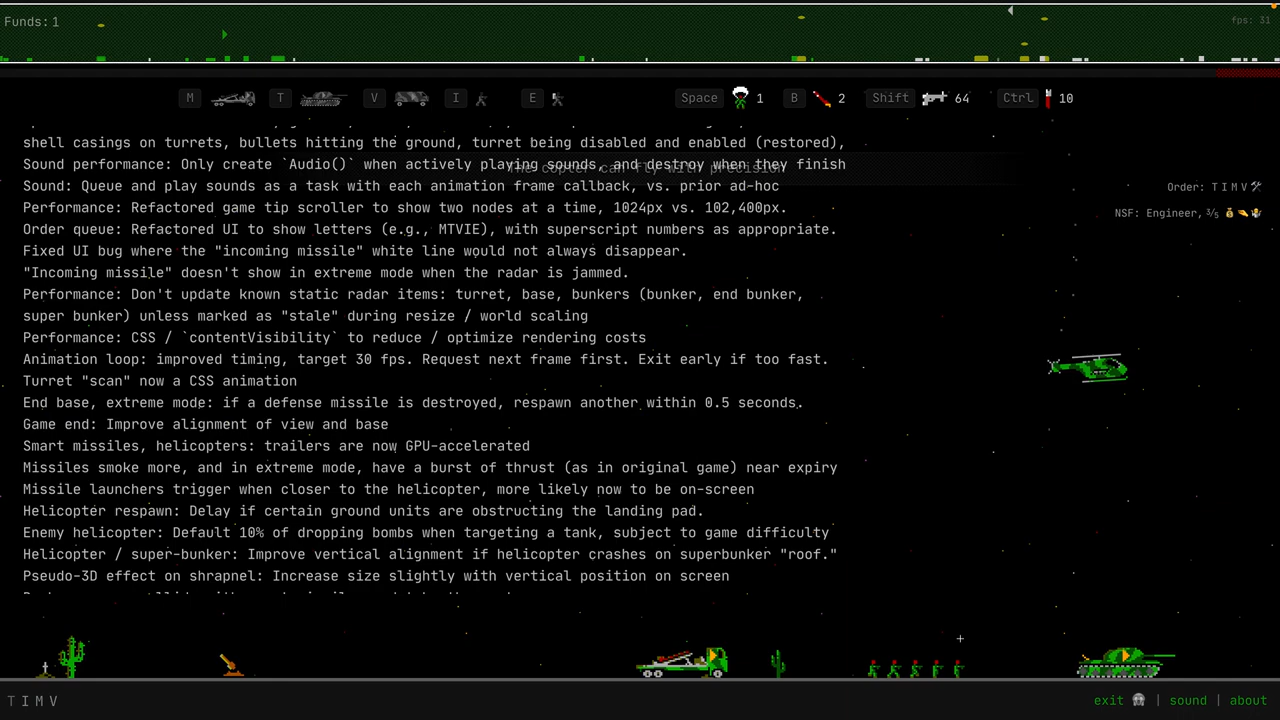 Funds: 1
fps: 31
M T V I E Space 1 B 2 Shift 64 Ctrl 10
shell casings on turrets, bullets hitting the ground, turret being disabled and enabled (restored),
Sound performance: Only create `Audio()` when actively playing sounds, and destroy when they finish
The copter can fly with precision
Sound: Queue and play sounds as a task with each animation frame callback, vs. prior ad-hoc
Order: T I M V
Performance: Refactored game tip scroller to show two nodes at a time, 1024px vs. 102,400px.
NSF: Engineer, ⅗
Order queue: Refactored UI to show letters (e.g., MTVIE), with superscript numbers as appropriate.
Fixed UI bug where the "incoming missile" white line would not always disappear.
"Incoming missile" doesn't show in extreme mode when the radar is jammed.
Performance: Don't update known static radar items: turret, base, bunkers (bunker, end bunker,
super bunker) unless marked as "stale" during resize / world scaling
Performance: CSS / `contentVisibility` to reduce / optimize rendering costs
Animation loop: improved timing, target 30 fps. Request next frame first. Exit early if too fast.
Turret "scan" now a CSS animation
End base, extreme mode: if a defense missile is destroyed, respawn another within 0.5 seconds.
Game end: Improve alignment of view and base
Smart missiles, helicopters: trailers are now GPU-accelerated
Missiles smoke more, and in extreme mode, have a burst of thrust (as in original game) near expiry
Missile launchers trigger when closer to the helicopter, more likely now to be on-screen
Helicopter respawn: Delay if certain ground units are obstructing the landing pad.
Enemy helicopter: Default 10% of dropping bombs when targeting a tank, subject to game difficulty
Helicopter / super-bunker: Improve vertical alignment if helicopter crashes on superbunker "roof."
Pseudo-3D effect on shrapnel: Increase size slightly with vertical position on screen
T I M V
exit | sound | about